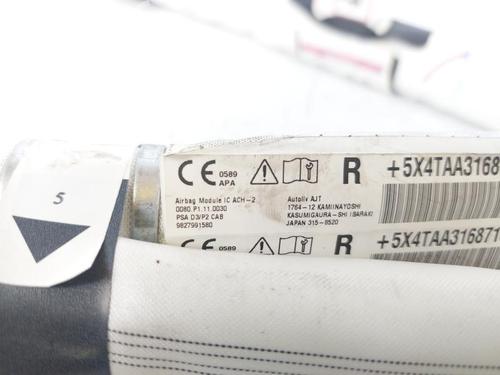 5
CE 0589
APA
R +5X4TAA3168
Airbag Module IC ACH-2
0080.P1.11.0030
PSA D3/P2 CAB
9827991580
Autoliv AJT
1764-12 KAMIINAYOSHI
KASUMIGAURA-SHI IBARAKI
JAPAN 315-8520
CE 0589
R +5X4TAA316871